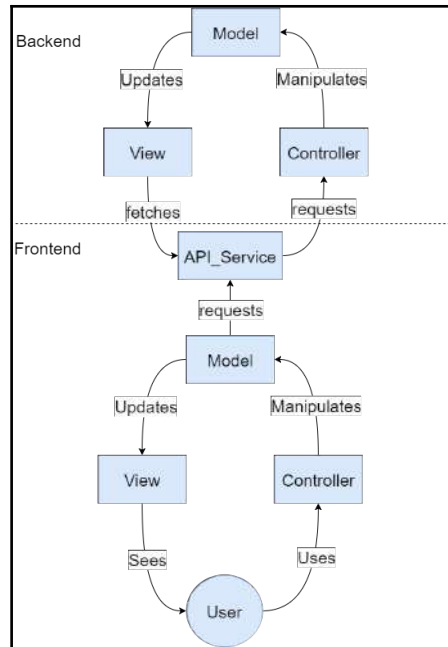 Model
Backend
Updates
Manipulates
View
Controller
fetches
requests
Frontend
API_Service
requests
Model
Updates
Manipulates
View
Controller
Sees
Uses
User